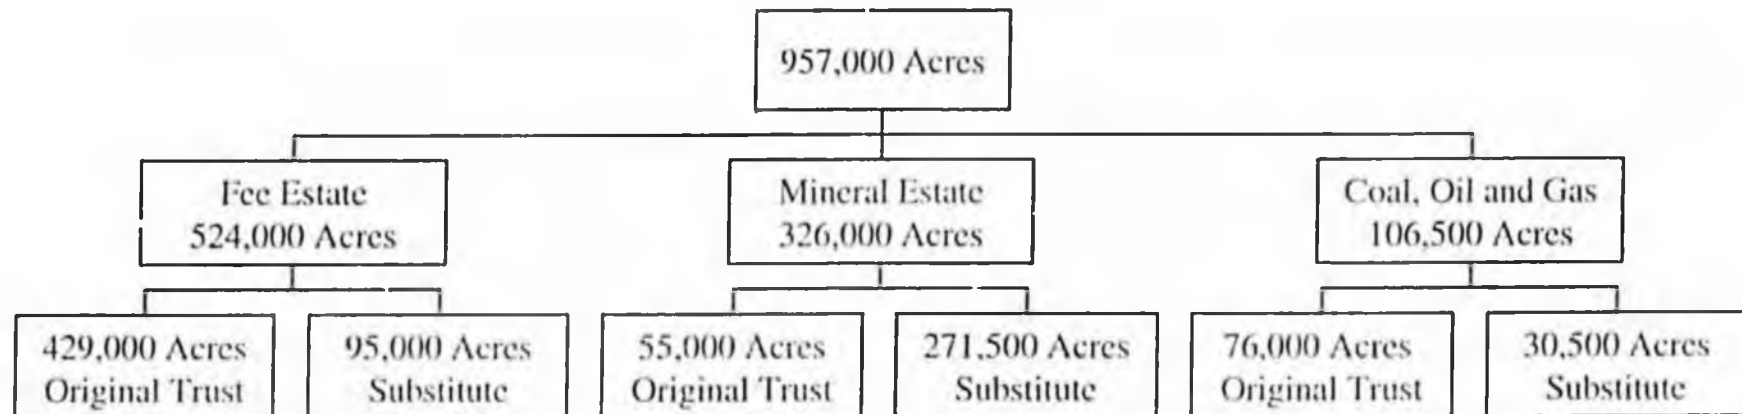 957,000 Acres
Fee Estate
524,000 Acres
Mineral Estate
326,000 Acres
Coal, Oil and Gas
106,500 Acres
429,000 Acres
Original Trust
95,000 Acres
Substitute
55,000 Acres
Original Trust
271,500 Acres
Substitute
76,000 Acres
Original Trust
30,500 Acres
Substitute